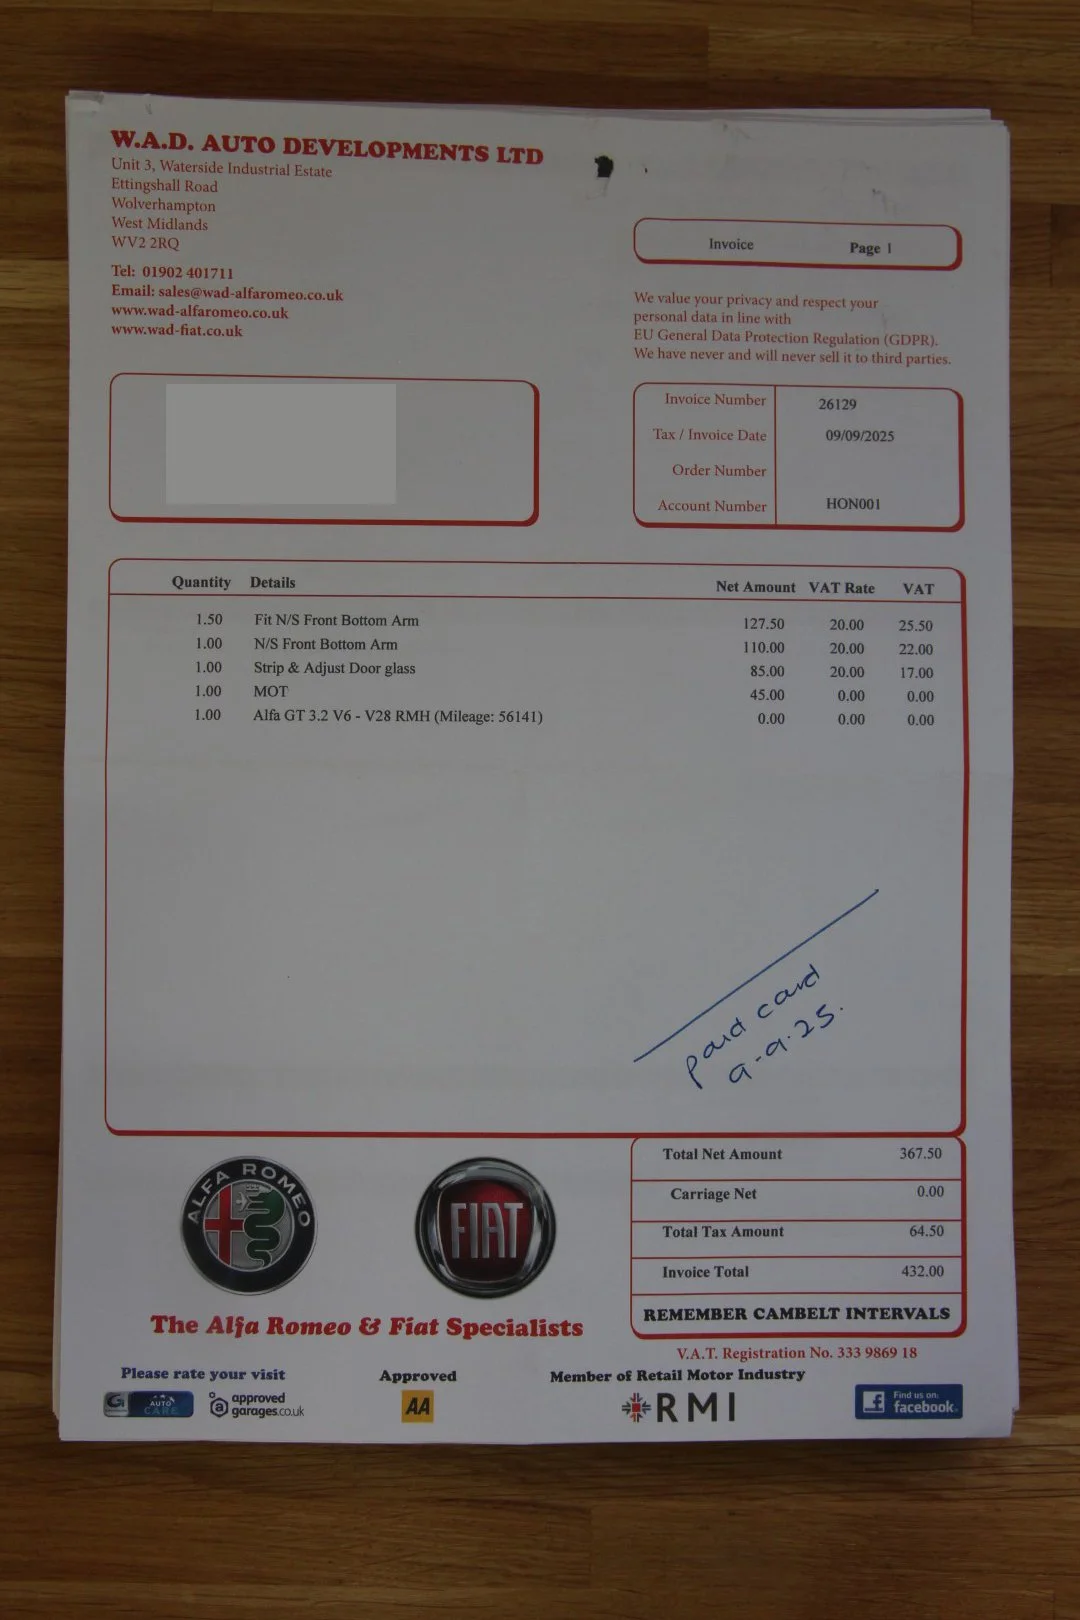 W.A.D. AUTO DEVELOPMENTS LTD
Unit 3, Waterside Industrial Estate
Ettingshall Road
Wolverhampton
West Midlands
WV2 2RQ
Tel: 01902 401711
Email: sales@wad-alfaromeo.co.uk
www.wad-alfaromeo.co.uk
www.wad-fiat.co.uk
Invoice Page 1
We value your privacy and respect your
personal data in line with
EU General Data Protection Regulation (GDPR).
We have never and will never sell it to third parties.
Invoice Number 26129
Tax / Invoice Date 09/09/2025
Order Number
Account Number HON001
Quantity Details Net Amount VAT Rate VAT
1.50 Fit N/S Front Bottom Arm 127.50 20.00 25.50
1.00 N/S Front Bottom Arm 110.00 20.00 22.00
1.00 Strip & Adjust Door glass 85.00 20.00 17.00
1.00 MOT 45.00 0.00 0.00
1.00 Alfa GT 3.2 V6 - V28 RMH (Mileage: 56141) 0.00 0.00 0.00
paid card
9-9-25.
Total Net Amount 367.50
Carriage Net 0.00
Total Tax Amount 64.50
Invoice Total 432.00
REMEMBER CAMBELT INTERVALS
ALFA ROMEO
FIAT
The Alfa Romeo & Fiat Specialists
V.A.T. Registration No. 333 9869 18
Please rate your visit
AUTO
CARE
approved
garages.co.uk
Approved
AA
Member of Retail Motor Industry
RMI
Find us on:
facebook.